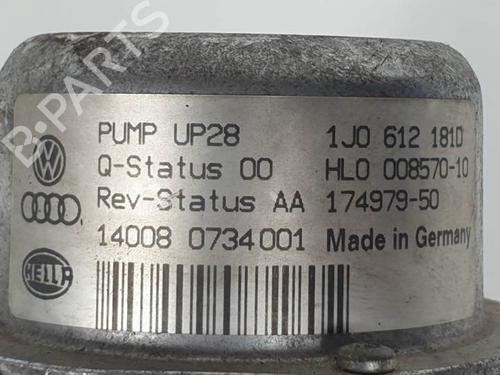 PUMP UP28 1J0 612 181D
Q-Status 00 HLO 008570-10
Rev-Status AA 174979-50
14008 0734001 Made in Germany
HELLA
B-Parts